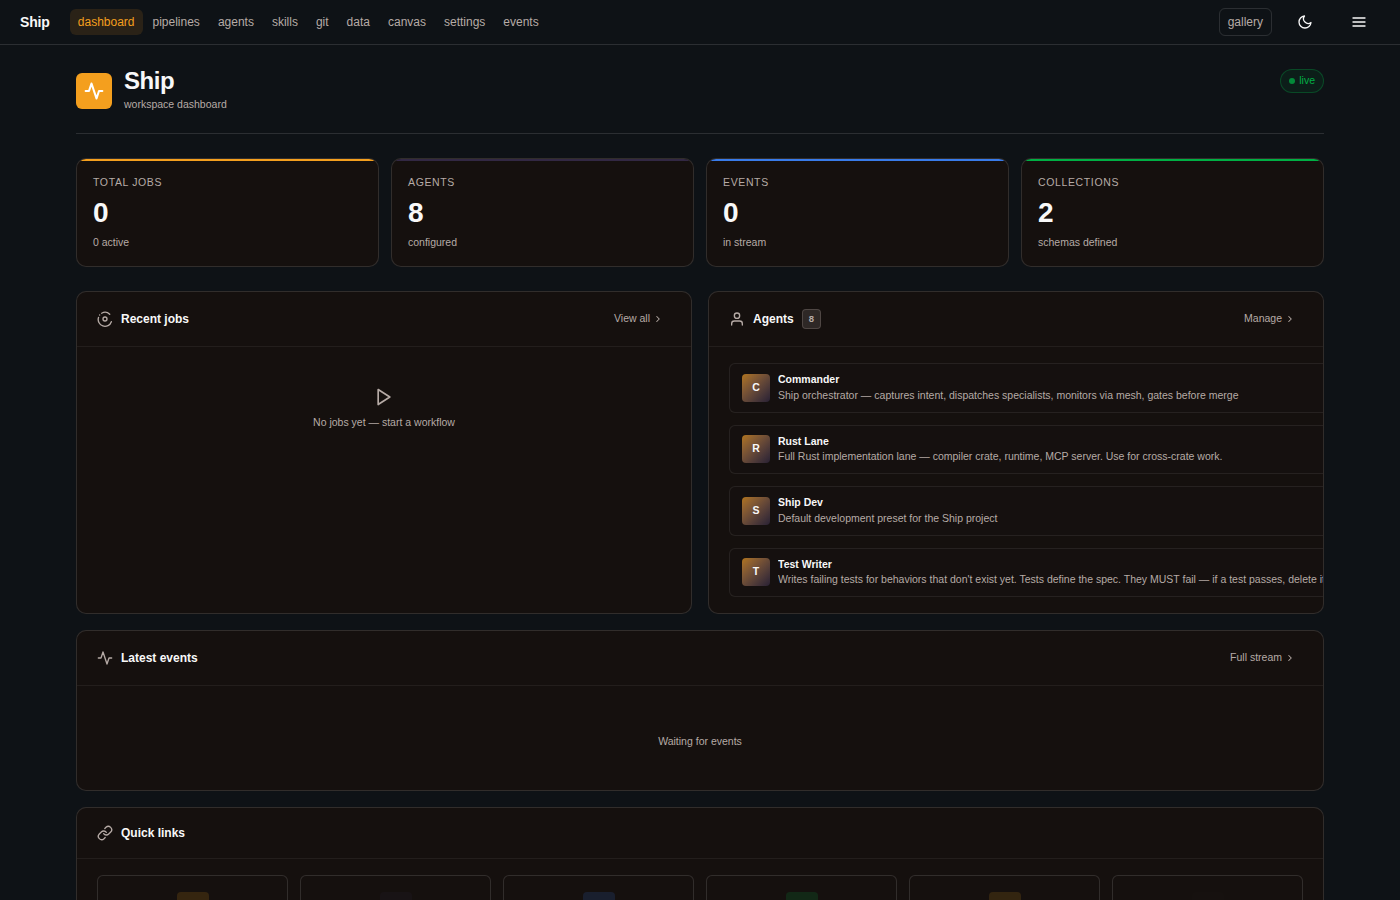 Ship dashboard pipelines agents skills git data canvas settings events gallery
Ship
workspace dashboard
live
TOTAL JOBS
0
0 active
AGENTS
8
configured
EVENTS
0
in stream
COLLECTIONS
2
schemas defined
Recent jobs
View all
No jobs yet — start a workflow
Agents 8
Manage
C
Commander
Ship orchestrator — captures intent, dispatches specialists, monitors via mesh, gates before merge
R
Rust Lane
Full Rust implementation lane — compiler crate, runtime, MCP server. Use for cross-crate work.
S
Ship Dev
Default development preset for the Ship project
T
Test Writer
Writes failing tests for behaviors that don't exist yet. Tests define the spec. They MUST fail — if a test passes, delete
Latest events
Full stream
Waiting for events
Quick links